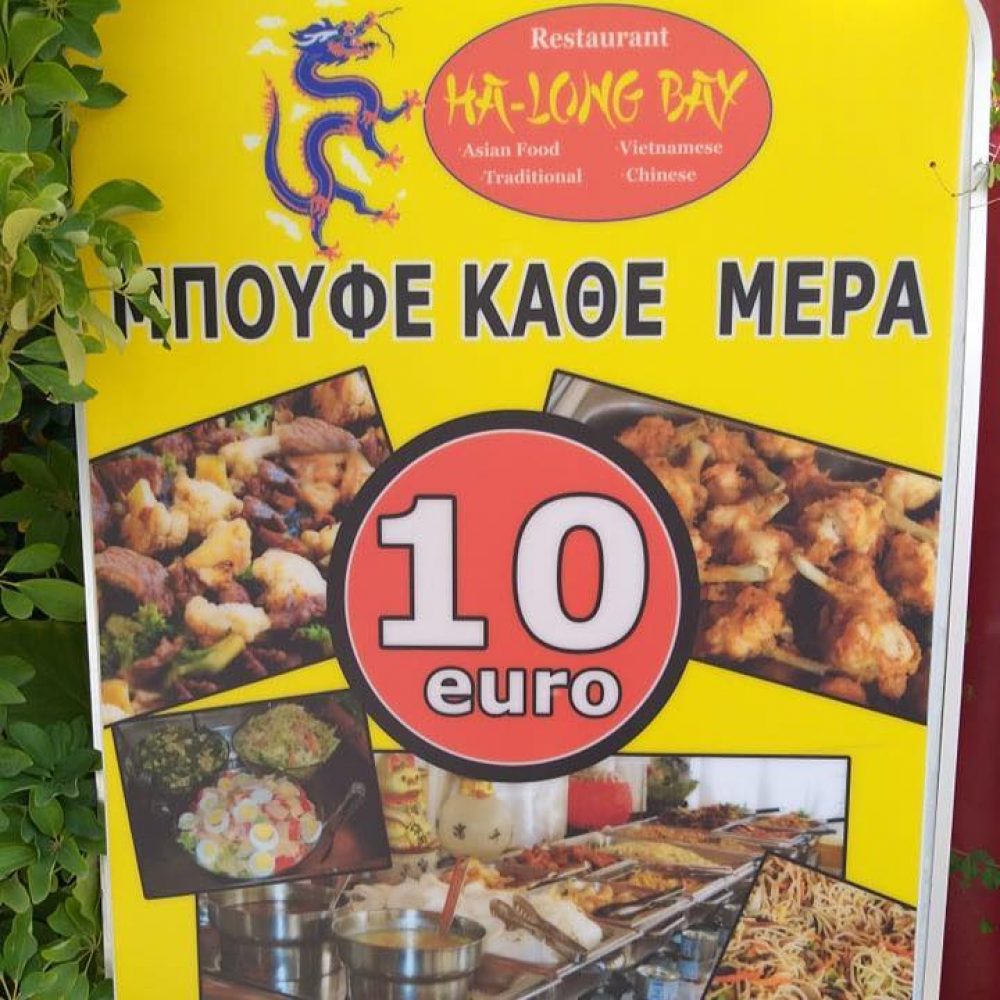 Restaurant
HA-LONG BAY
·Asian Food ·Vietnamese
·Traditional ·Chinese
ΜΠΟΥΦΕ ΚΑΘΕ ΜΕΡΑ
10
euro